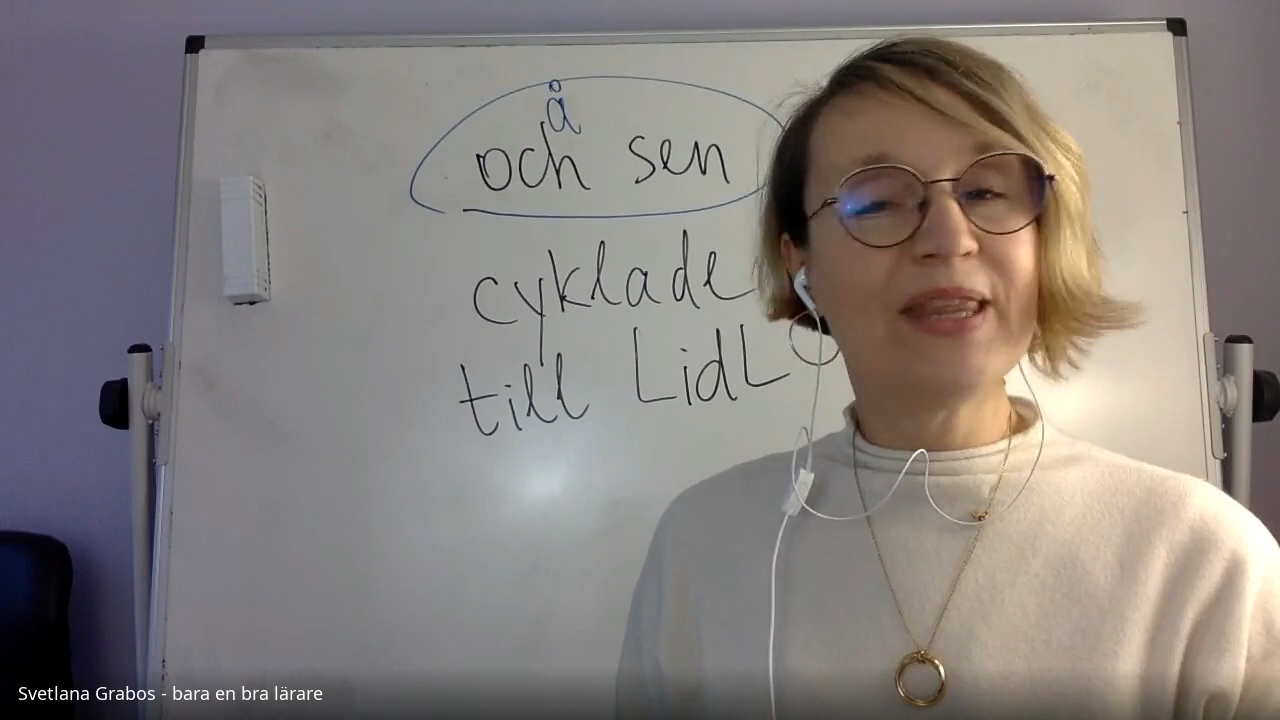 å
och sen
cyklade
till LidL
Svetlana Grabos - bara en bra lärare